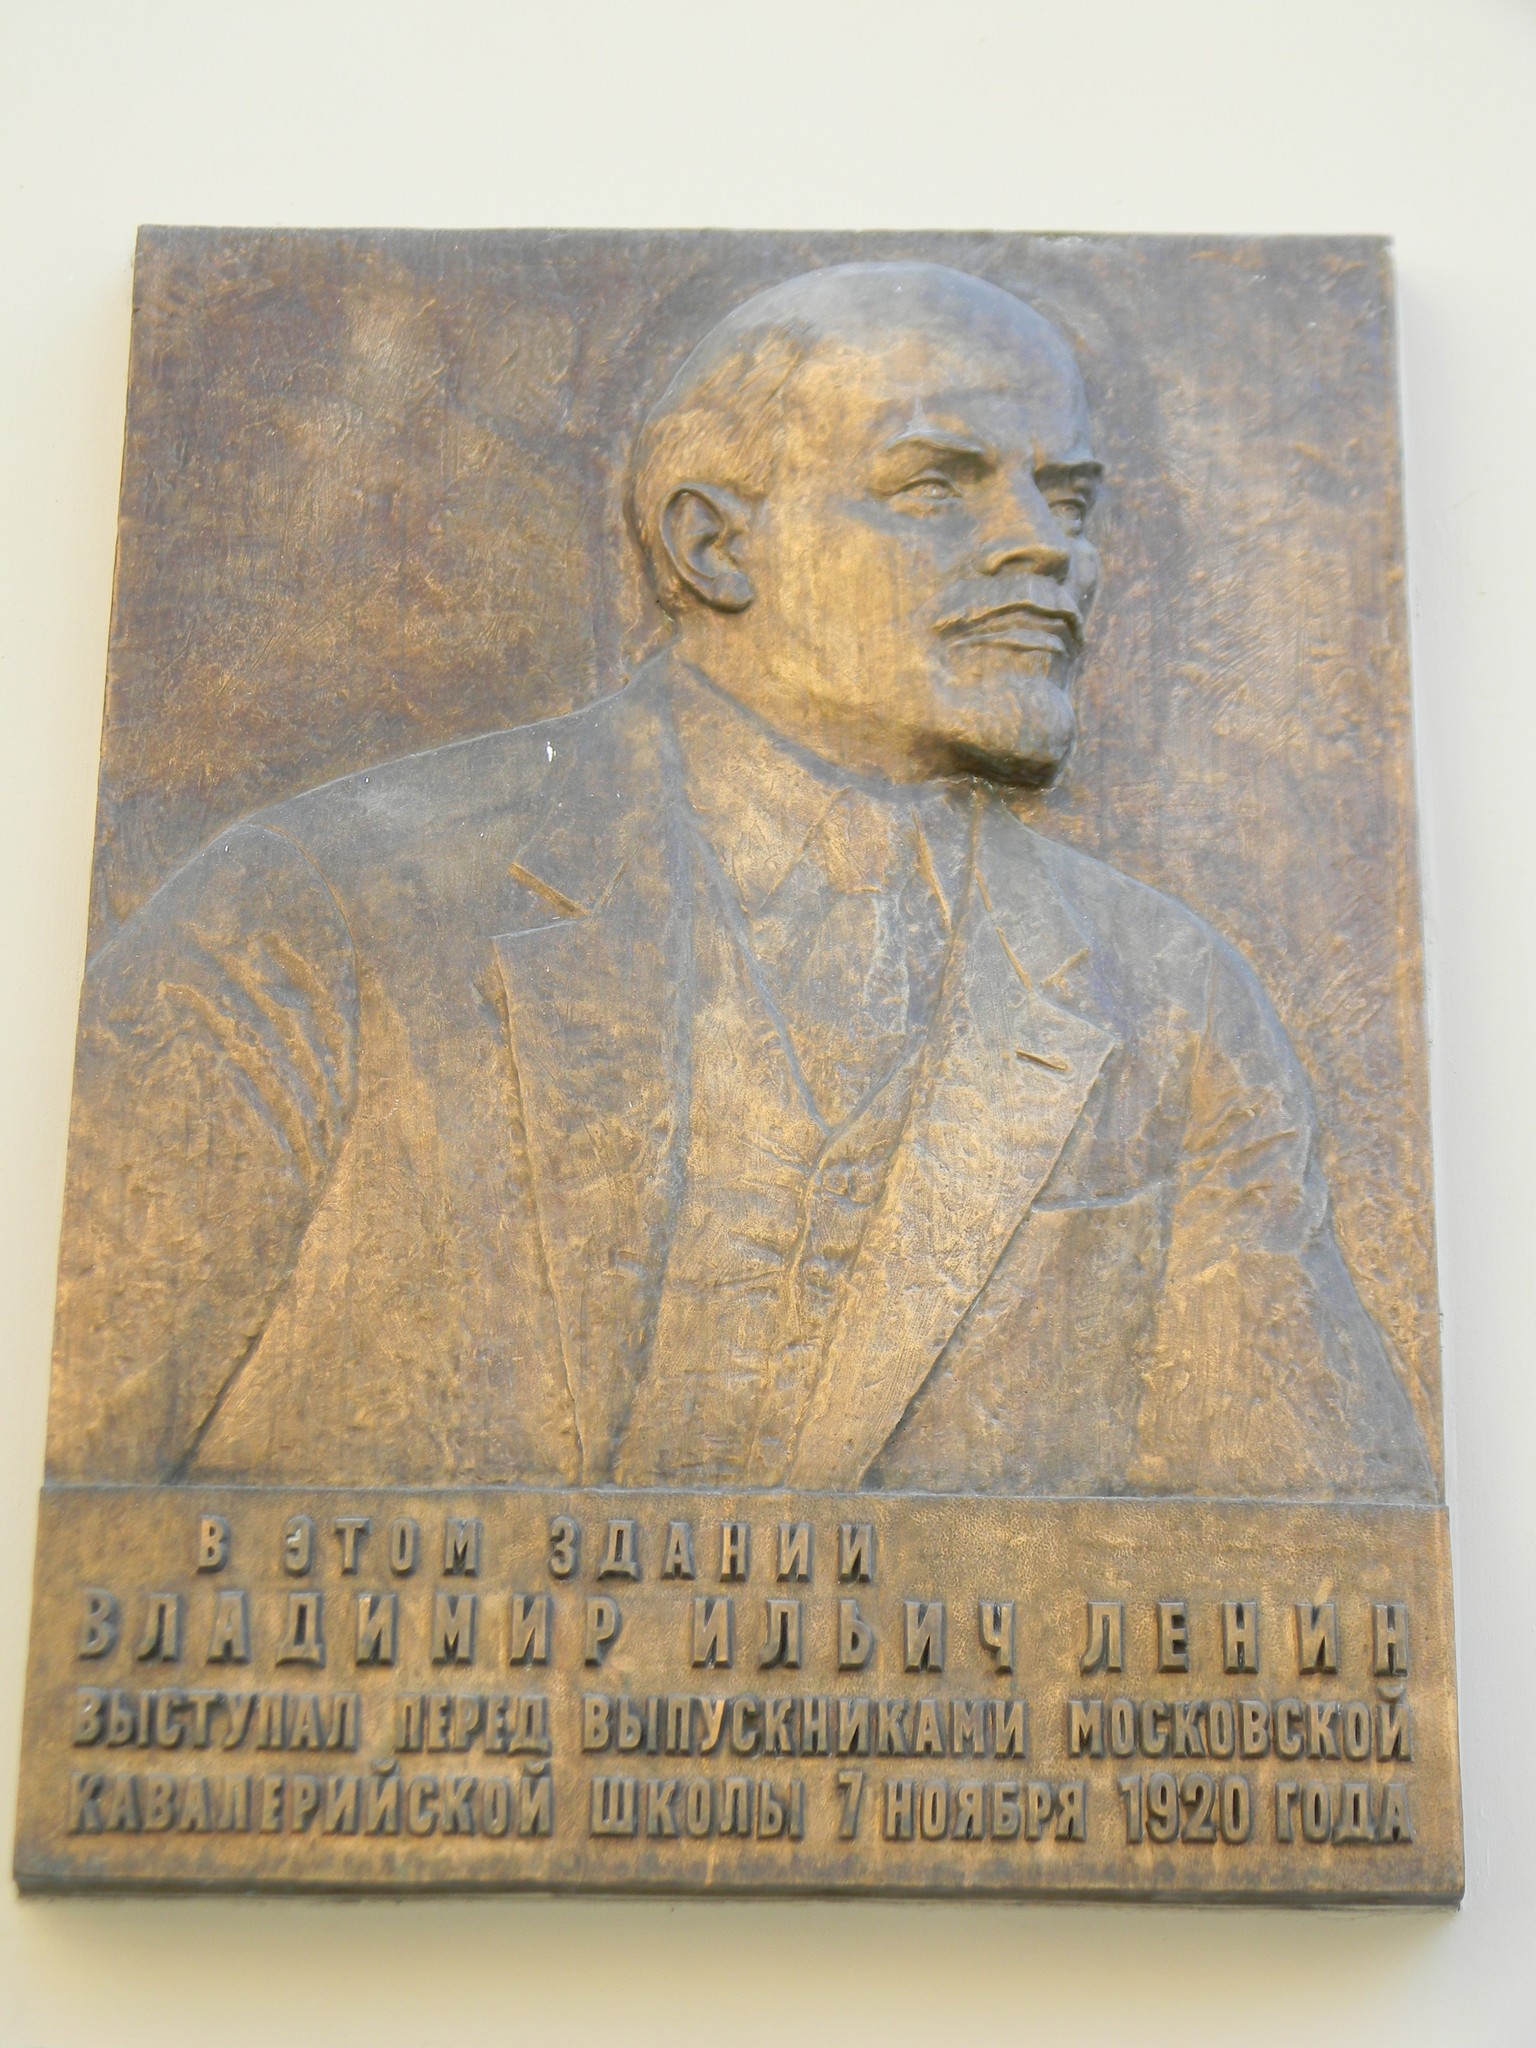 В ЭТОМ ЗДАНИИ
ВЛАДИМИР ИЛЬИЧ ЛЕНИН
ВЫСТУПАЛ ПЕРЕД ВЫПУСКНИКАМИ МОСКОВСКОЙ
КАВАЛЕРИЙСКОЙ ШКОЛЫ 7 НОЯБРЯ 1920 ГОДА